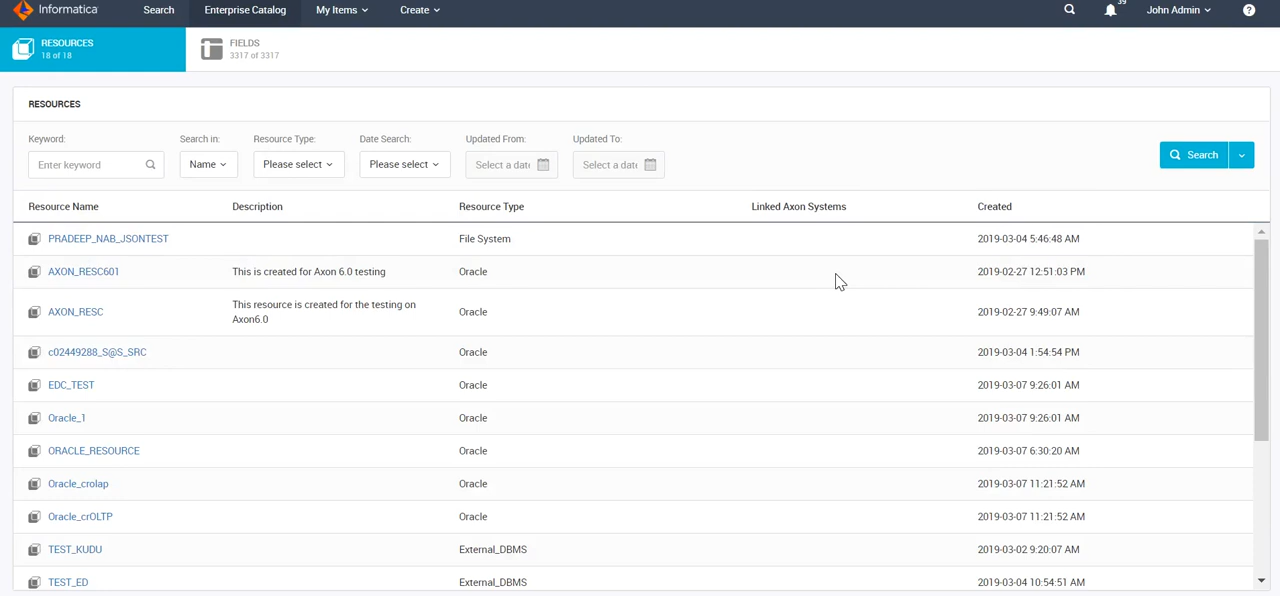 Informatica Search Enterprise Catalog My Items Create 39 John Admin ?
RESOURCES
18 of 18
FIELDS
3317 of 3317
RESOURCES
Keyword: Search in: Resource Type: Date Search: Updated From: Updated To:
Enter keyword Name Please select Please select Select a date Select a date Search
Resource Name Description Resource Type Linked Axon Systems Created
PRADEEP_NAB_JSONTEST File System 2019-03-04 5:46:48 AM
AXON_RESC601 This is created for Axon 6.0 testing Oracle 2019-02-27 12:51:03 PM
AXON_RESC This resource is created for the testing on Oracle 2019-02-27 9:49:07 AM
Axon6.0
c02449288_S@S_SRC Oracle 2019-03-04 1:54:54 PM
EDC_TEST Oracle 2019-03-07 9:26:01 AM
Oracle_1 Oracle 2019-03-07 9:26:01 AM
ORACLE_RESOURCE Oracle 2019-03-07 6:30:20 AM
Oracle_crolap Oracle 2019-03-07 11:21:52 AM
Oracle_crOLTP Oracle 2019-03-07 11:21:52 AM
TEST_KUDU External_DBMS 2019-03-02 9:20:07 AM
TEST_ED External_DBMS 2019-03-04 10:54:51 AM